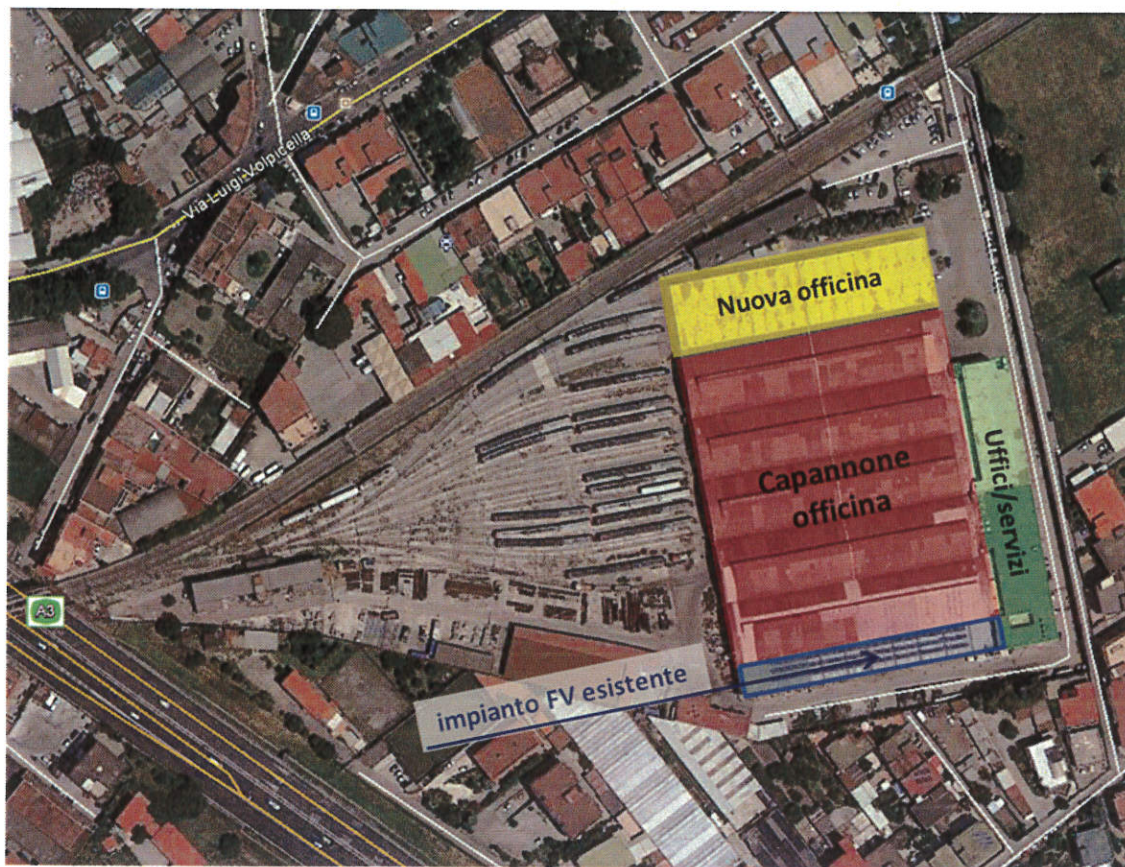 Via Luigi Volpicella
Nuova officina
Capannone
officina
Uffici/servizi
impianto FV esistente
A3